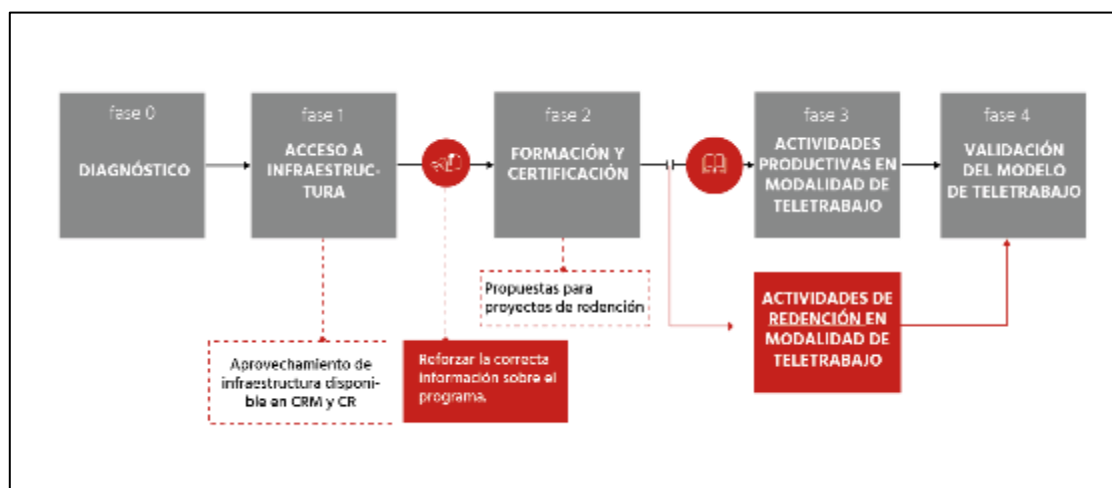 fase 0
DIAGNÓSTICO
fase 1
ACCESO A
INFRAESTRUC-
TURA
fase 2
FORMACIÓN Y
CERTIFICACIÓN
fase 3
ACTIVIDADES
PRODUCTIVAS EN
MODALIDAD DE
TELETRABAJO
fase 4
VALIDACIÓN
DEL MODELO
DE TELETRABAJO
Aprovechamiento de
infraestructura disponi-
ble en CRM y CR
Reforzar la correcta
información sobre el
programa.
Propuestas para
proyectos de redención
ACTIVIDADES DE
REDENCIÓN EN
MODALIDAD DE
TELETRABAJO